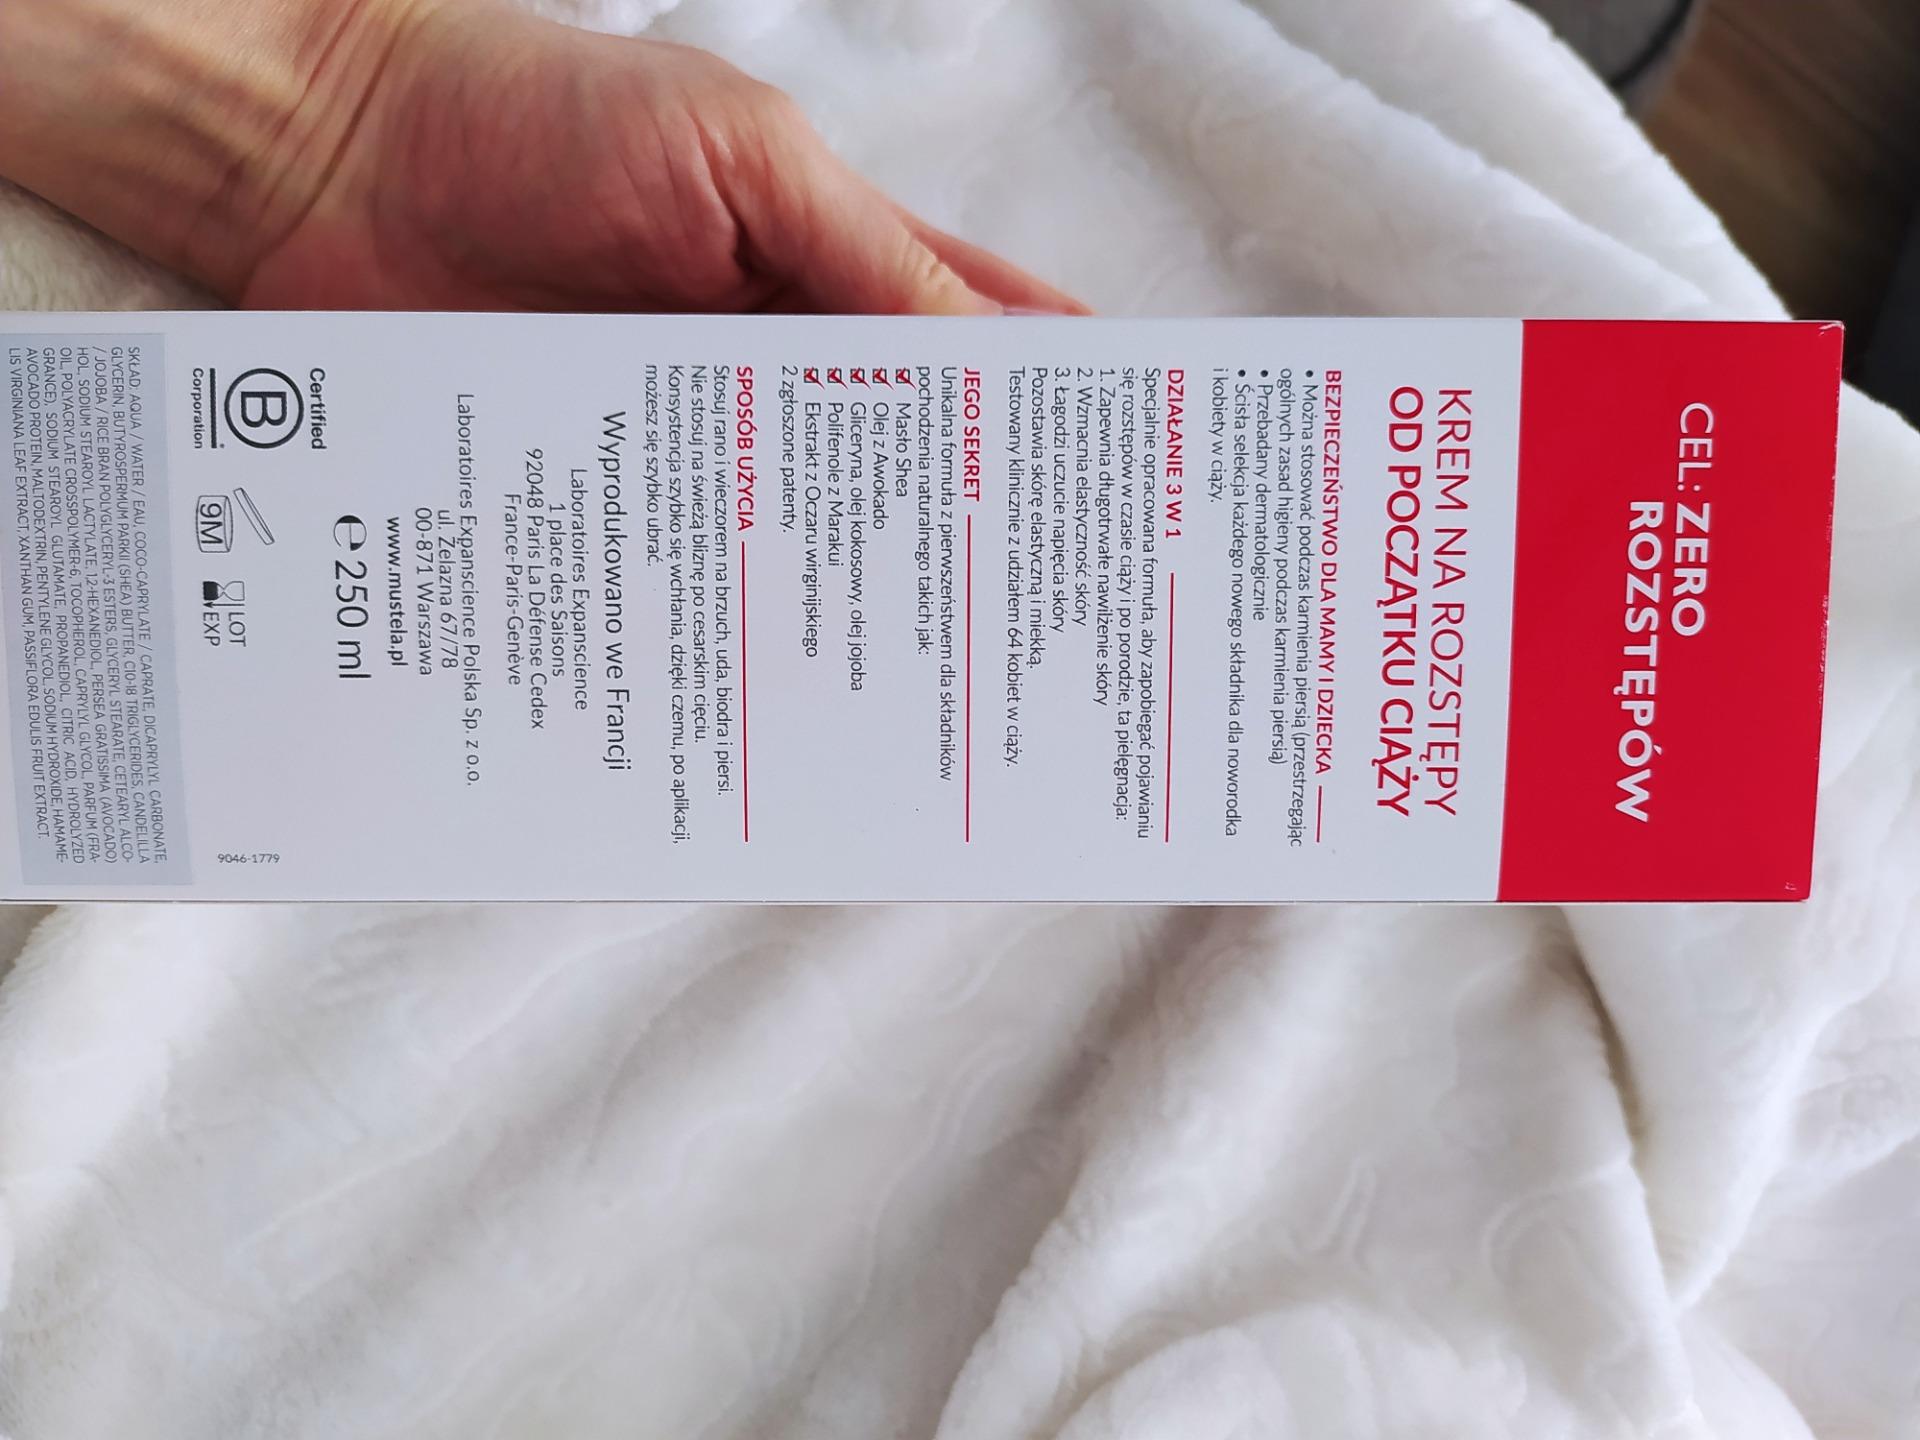 CEL: ZERO
ROZSTĘPÓW
KREM NA ROZSTĘPY
OD POCZĄTKU CIĄŻY
BEZPIECZEŃSTWO DLA MAMY I DZIECKA
• Można stosować podczas karmienia piersią (przestrzegając
ogólnych zasad higieny podczas karmienia piersią)
• Przebadany dermatologicznie
• Ścisła selekcja każdego nowego składnika dla noworodka
i kobiety w ciąży.
DZIAŁANIE 3 W 1
Specjalnie opracowana formuła, aby zapobiegać pojawianiu
się rozstępów w czasie ciąży i po porodzie, ta pielęgnacja:
1. Zapewnia długotrwałe nawilżenie skóry
2. Wzmacnia elastyczność skóry
3. Łagodzi uczucie napięcia skóry
Pozostawia skórę elastyczną i miękką.
Testowany klinicznie z udziałem 64 kobiet w ciąży.
JEGO SEKRET
Unikalna formuła z pierwszeństwem dla składników
pochodzenia naturalnego takich jak:
Masło Shea
Olej z Awokado
Gliceryna, olej kokosowy, olej jojoba
Polifenole z Marakui
Ekstrakt z Oczaru wirginijskiego
2 zgłoszone patenty.
SPOSÓB UŻYCIA
Stosuj rano i wieczorem na brzuch, uda, biodra i piersi.
Nie stosuj na świeżą bliznę po cesarskim cięciu.
Konsystencja szybko się wchłania, dzięki czemu, po aplikacji,
możesz się szybko ubrać.
Wyprodukowano we Francji
Laboratoires Expanscience
1 place des Saisons
92048 Paris La Défense Cedex
France-Paris-Genève
Laboratoires Expanscience Polska Sp. z o.o.
ul. Żelazna 67/78
00-871 Warszawa
www.mustela.pl
℮ 250 ml
Certified
B
Corporation
9M
LOT
EXP
9046-1779
SKŁAD: AQUA / WATER / EAU, COCO-CAPRYLATE / CAPRATE, DICAPRYLYL CARBONATE,
GLYCERIN, BUTYROSPERMUM PARKII (SHEA) BUTTER, C10-18 TRIGLYCERIDES, CANDELILLA
/ JOJOBA / RICE BRAN POLYGLYCERYL-3 ESTERS, GLYCERYL STEARATE, CETEARYL ALCO-
HOL, SODIUM STEAROYL LACTYLATE, 1,2-HEXANEDIOL, PERSEA GRATISSIMA (AVOCADO)
OIL, POLYACRYLATE CROSSPOLYMER-6, TOCOPHEROL, CAPRYLYL GLYCOL, PARFUM (FRA-
GRANCE), SODIUM STEAROYL GLUTAMATE, PROPANEDIOL, CITRIC ACID, HYDROLYZED
AVOCADO PROTEIN, MALTODEXTRIN, PENTYLENE GLYCOL, SODIUM HYDROXIDE, HAMAME-
LIS VIRGINIANA LEAF EXTRACT, XANTHAN GUM, PASSIFLORA EDULIS FRUIT EXTRACT.